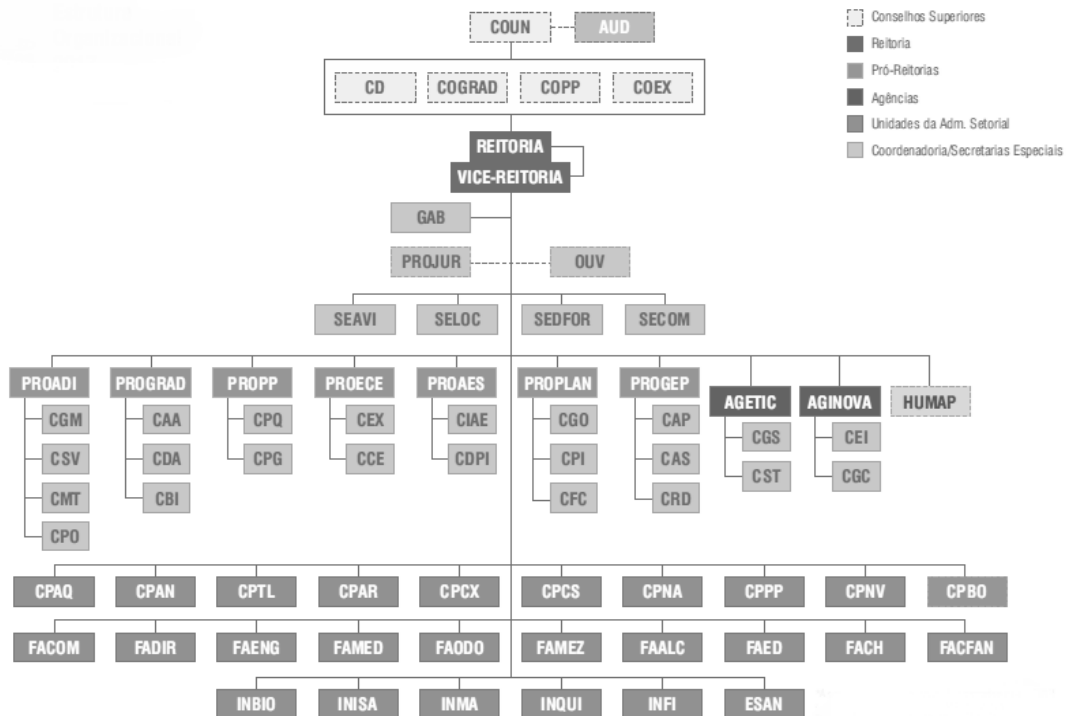 COUN AUD
CD COGRAD COPP COEX
REITORIA
VICE-REITORIA
GAB
PROJUR OUV
SEAVI SELOC SEDFOR SECOM
PROADI PROGRAD PROPP PROECE PROAES PROPLAN PROGEP AGETIC AGINOVA HUMAP
CGM CAA CPQ CEX CIAE CGO CAP CGS CEI
CSV CDA CPG CCE CDPI CPI CAS CST CGC
CMT CBI CFC CRD
CPO
CPAQ CPAN CPTL CPAR CPCX CPCS CPNA CPPP CPNV CPBO
FACOM FADIR FAENG FAMED FAODO FAMEZ FAALC FAED FACH FACFAN
INBIO INISA INMA INQUI INFI ESAN
Conselhos Superiores
Reitoria
Pró-Reitorias
Agências
Unidades da Adm. Setorial
Coordenadoria/Secretarias Especiais